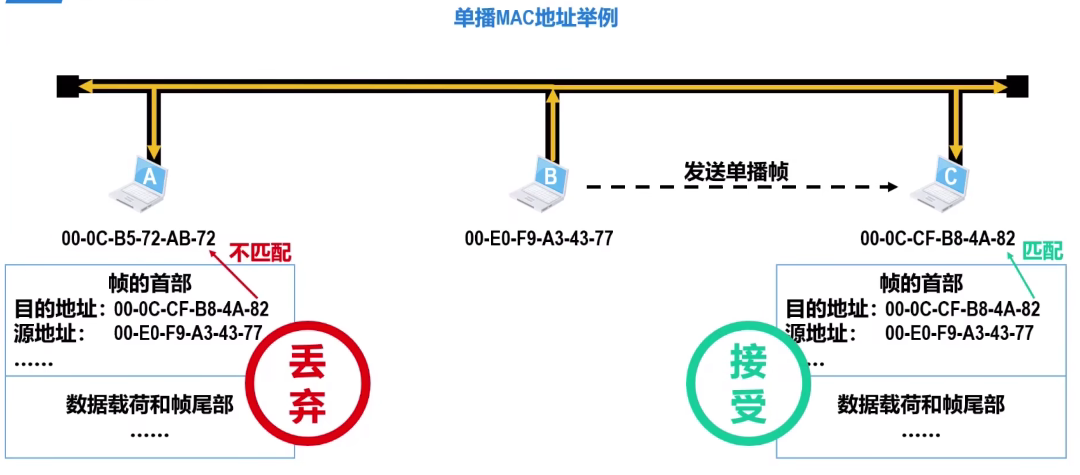 单播MAC地址举例
A
B
C
发送单播帧
00-0C-B5-72-AB-72
00-E0-F9-A3-43-77
00-0C-CF-B8-4A-82
不匹配
匹配
帧的首部
目的地址：00-0C-CF-B8-4A-82
源地址： 00-E0-F9-A3-43-77
……
数据载荷和帧尾部
……
丢弃
帧的首部
目的地址：00-0C-CF-B8-4A-82
源地址： 00-E0-F9-A3-43-77
……
数据载荷和帧尾部
……
接受